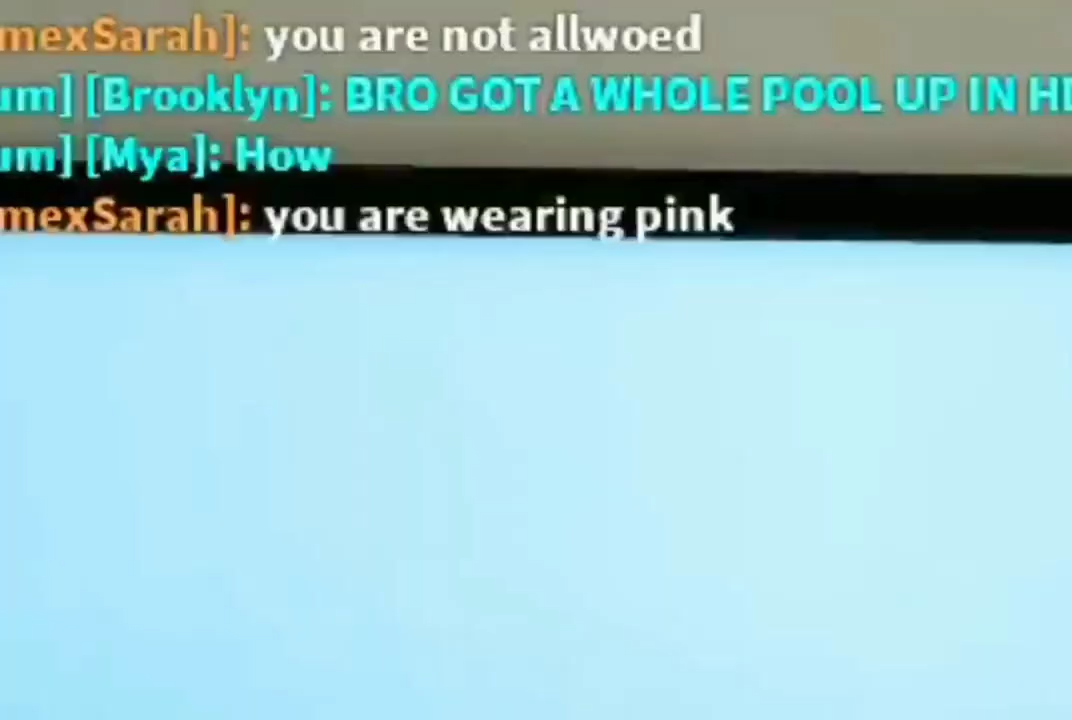 mexSarah]: you are not allwoed
um] [Brooklyn]: BRO GOT A WHOLE POOL UP IN
um] [Mya]: How
mexSarah]: you are wearing pink